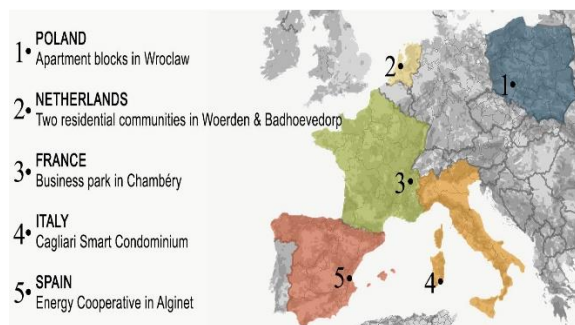 1• POLAND
Apartment blocks in Wroclaw
2• NETHERLANDS
Two residential communities in Woerden & Badhoevedorp
3• FRANCE
Business park in Chambéry
4• ITALY
Cagliari Smart Condominium
5• SPAIN
Energy Cooperative in Alginet
2•
1•
3•
5•
4•